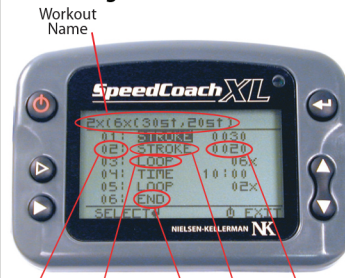 Workout
Name
SpeedCoach XL
2x(6x(30st,20st)
01: STROKE 0030
02: STROKE 0020
03: LOOP 06x
04: TIME 10:00
05: LOOP 02x
06: END
SELECT EXIT
NIELSEN-KELLERMAN NK